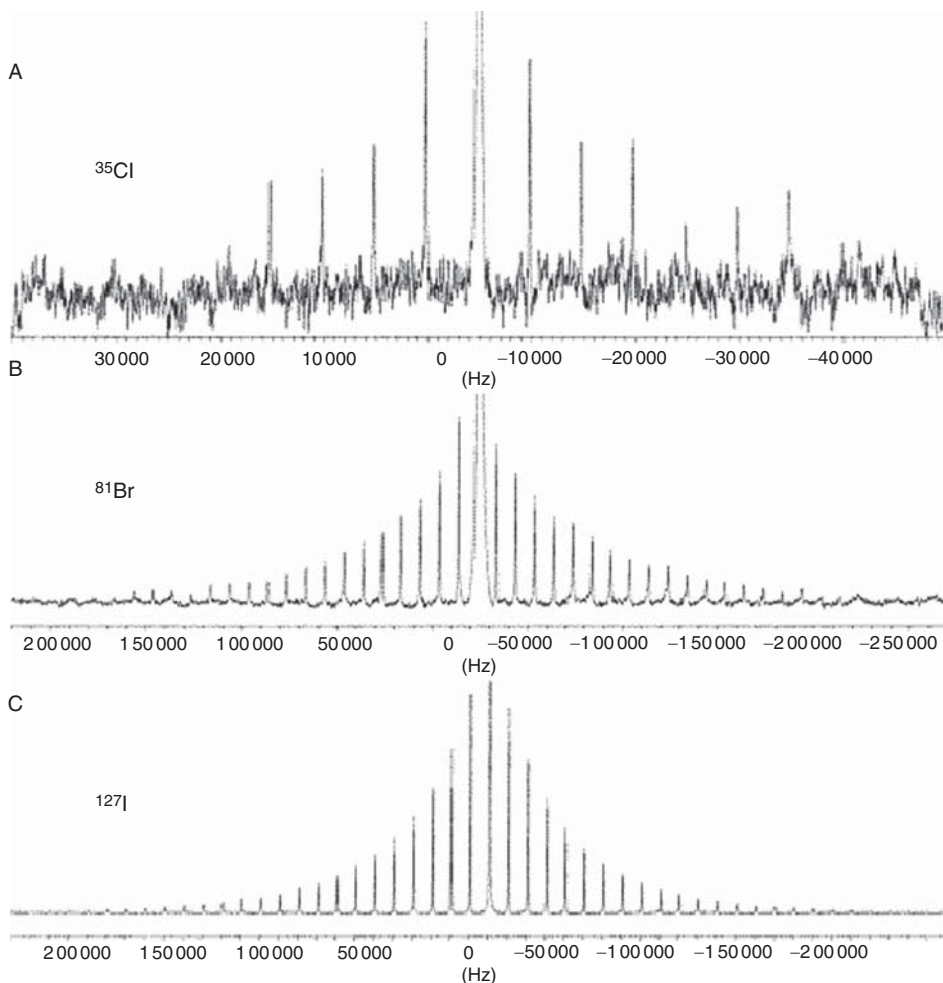 A
³⁵Cl
30 000 20 000 10 000 0 −10 000 −20 000 −30 000 −40 000
(Hz)
B
⁸¹Br
200 000 150 000 100 000 50 000 0 −50 000 −100 000 −150 000 −200 000 −250 000
(Hz)
C
¹²⁷I
200 000 150 000 100 000 50 000 0 −50 000 −100 000 −150 000 −200 000
(Hz)